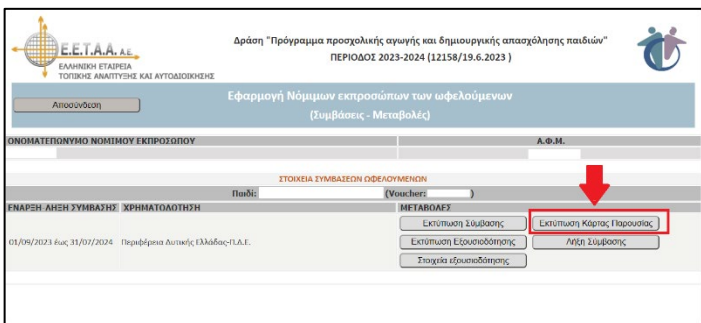 Ε.Ε.Τ.Α.Α. Α.Ε.
ΕΛΛΗΝΙΚΗ ΕΤΑΙΡΕΙΑ
ΤΟΠΙΚΗΣ ΑΝΑΠΤΥΞΗΣ ΚΑΙ ΑΥΤΟΔΙΟΙΚΗΣΗΣ
Δράση "Πρόγραμμα προσχολικής αγωγής και δημιουργικής απασχόλησης παιδιών"
ΠΕΡΙΟΔΟΣ 2023-2024 (12158/19.6.2023 )
Αποσύνδεση
Εφαρμογή Νόμιμων εκπροσώπων των ωφελούμενων
(Συμβάσεις - Μεταβολές)
ΟΝΟΜΑΤΕΠΩΝΥΜΟ ΝΟΜΙΜΟΥ ΕΚΠΡΟΣΩΠΟΥ Α.Φ.Μ.
ΣΤΟΙΧΕΙΑ ΣΥΜΒΑΣΕΩΝ ΩΦΕΛΟΥΜΕΝΩΝ
Παιδί: (Voucher: )
ΕΝΑΡΞΗ-ΛΗΞΗ ΣΥΜΒΑΣΗΣ ΧΡΗΜΑΤΟΔΟΤΗΣΗ ΜΕΤΑΒΟΛΕΣ
Εκτύπωση Σύμβασης Εκτύπωση Κάρτας Παρουσίας
01/09/2023 έως 31/07/2024 Περιφέρεια Δυτικής Ελλάδας-Π.Δ.Ε. Εκτύπωση Εξουσιοδότησης Λήξη Σύμβασης
Στοιχεία εξουσιοδότησης